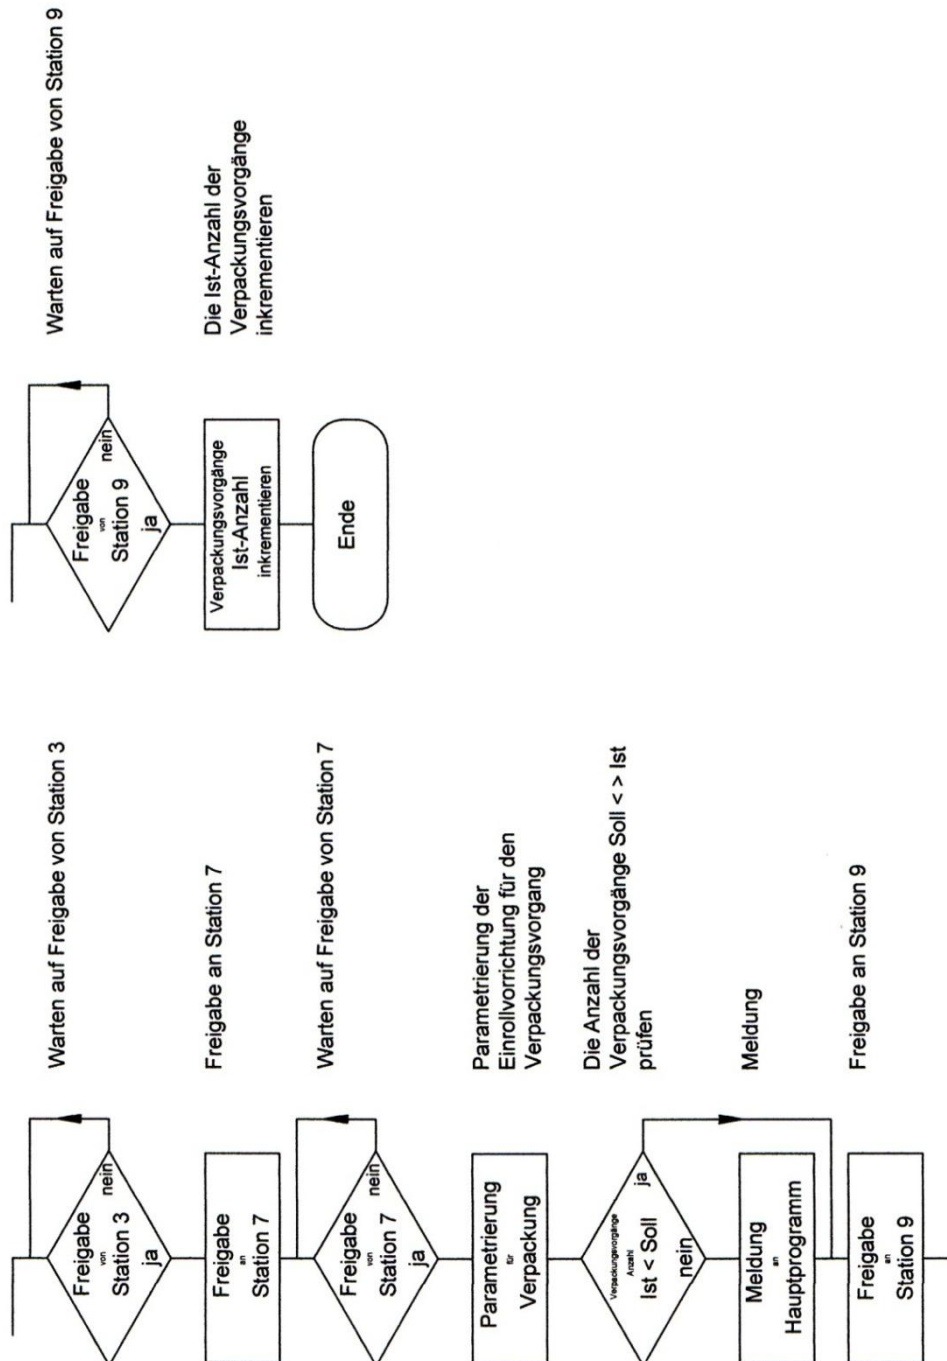 Freigabe
von
Station 3
nein
ja
Warten auf Freigabe von Station 3
Freigabe
an
Station 7
Freigabe an Station 7
Freigabe
von
Station 7
nein
ja
Warten auf Freigabe von Station 7
Parametrierung
für
Verpackung
Parametrierung der
Einrollvorrichtung für den
Verpackungsvorgang
Verpackungsvorgänge
Anzahl
Ist < Soll
ja
nein
Die Anzahl der
Verpackungsvorgänge Soll < > Ist
prüfen
Meldung
an
Hauptprogramm
Meldung
Freigabe
an
Station 9
Freigabe an Station 9
Freigabe
von
Station 9
nein
ja
Warten auf Freigabe von Station 9
Verpackungsvorgänge
Ist-Anzahl
inkrementieren
Die Ist-Anzahl der
Verpackungsvorgänge
inkrementieren
Ende